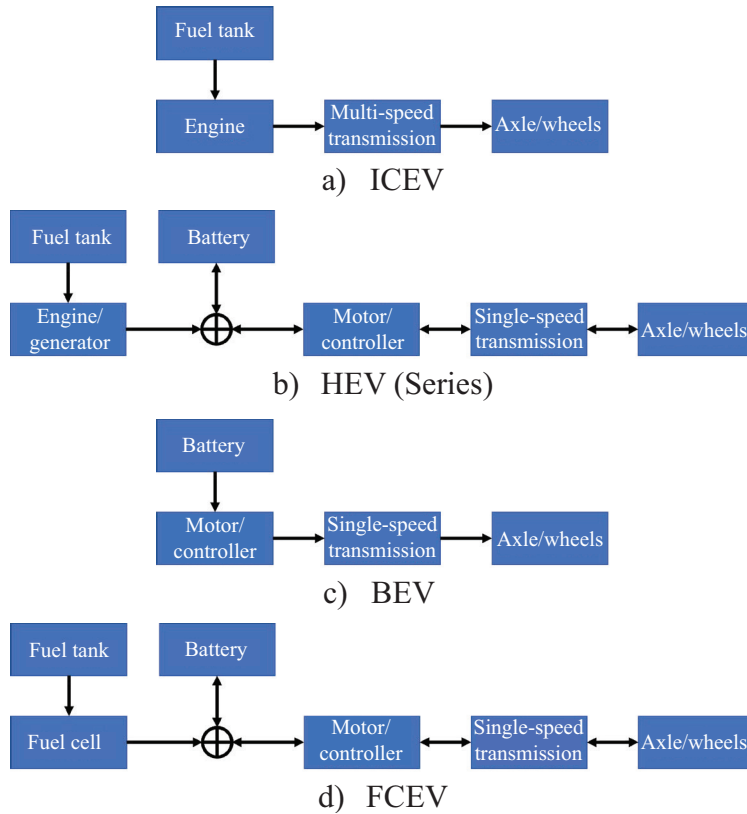 Fuel tank
Engine
Multi-speed
transmission
Axle/wheels
a) ICEV
Fuel tank
Battery
Engine/
generator
Motor/
controller
Single-speed
transmission
Axle/wheels
b) HEV (Series)
Battery
Motor/
controller
Single-speed
transmission
Axle/wheels
c) BEV
Fuel tank
Battery
Fuel cell
Motor/
controller
Single-speed
transmission
Axle/wheels
d) FCEV